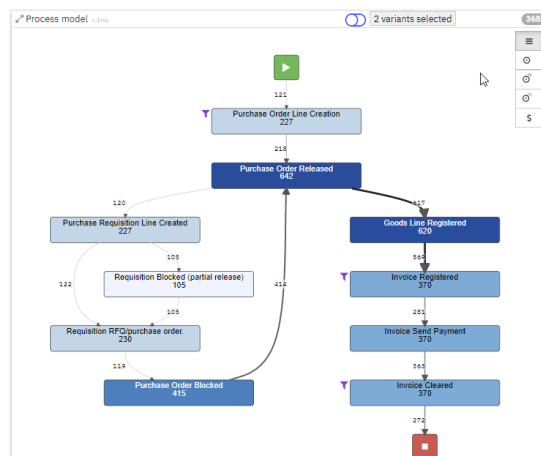 Process model < 1ms
2 variants selected
368
121
Purchase Order Line Creation
227
218
Purchase Order Released
642
120
617
Purchase Requisition Line Created
227
Goods Line Registered
620
105
569
122
Requisition Blocked (partial release)
105
414
Invoice Registered
370
105
281
Requisition RFQ/purchase order.
230
Invoice Send Payment
370
119
363
Purchase Order Blocked
415
Invoice Cleared
370
272
$